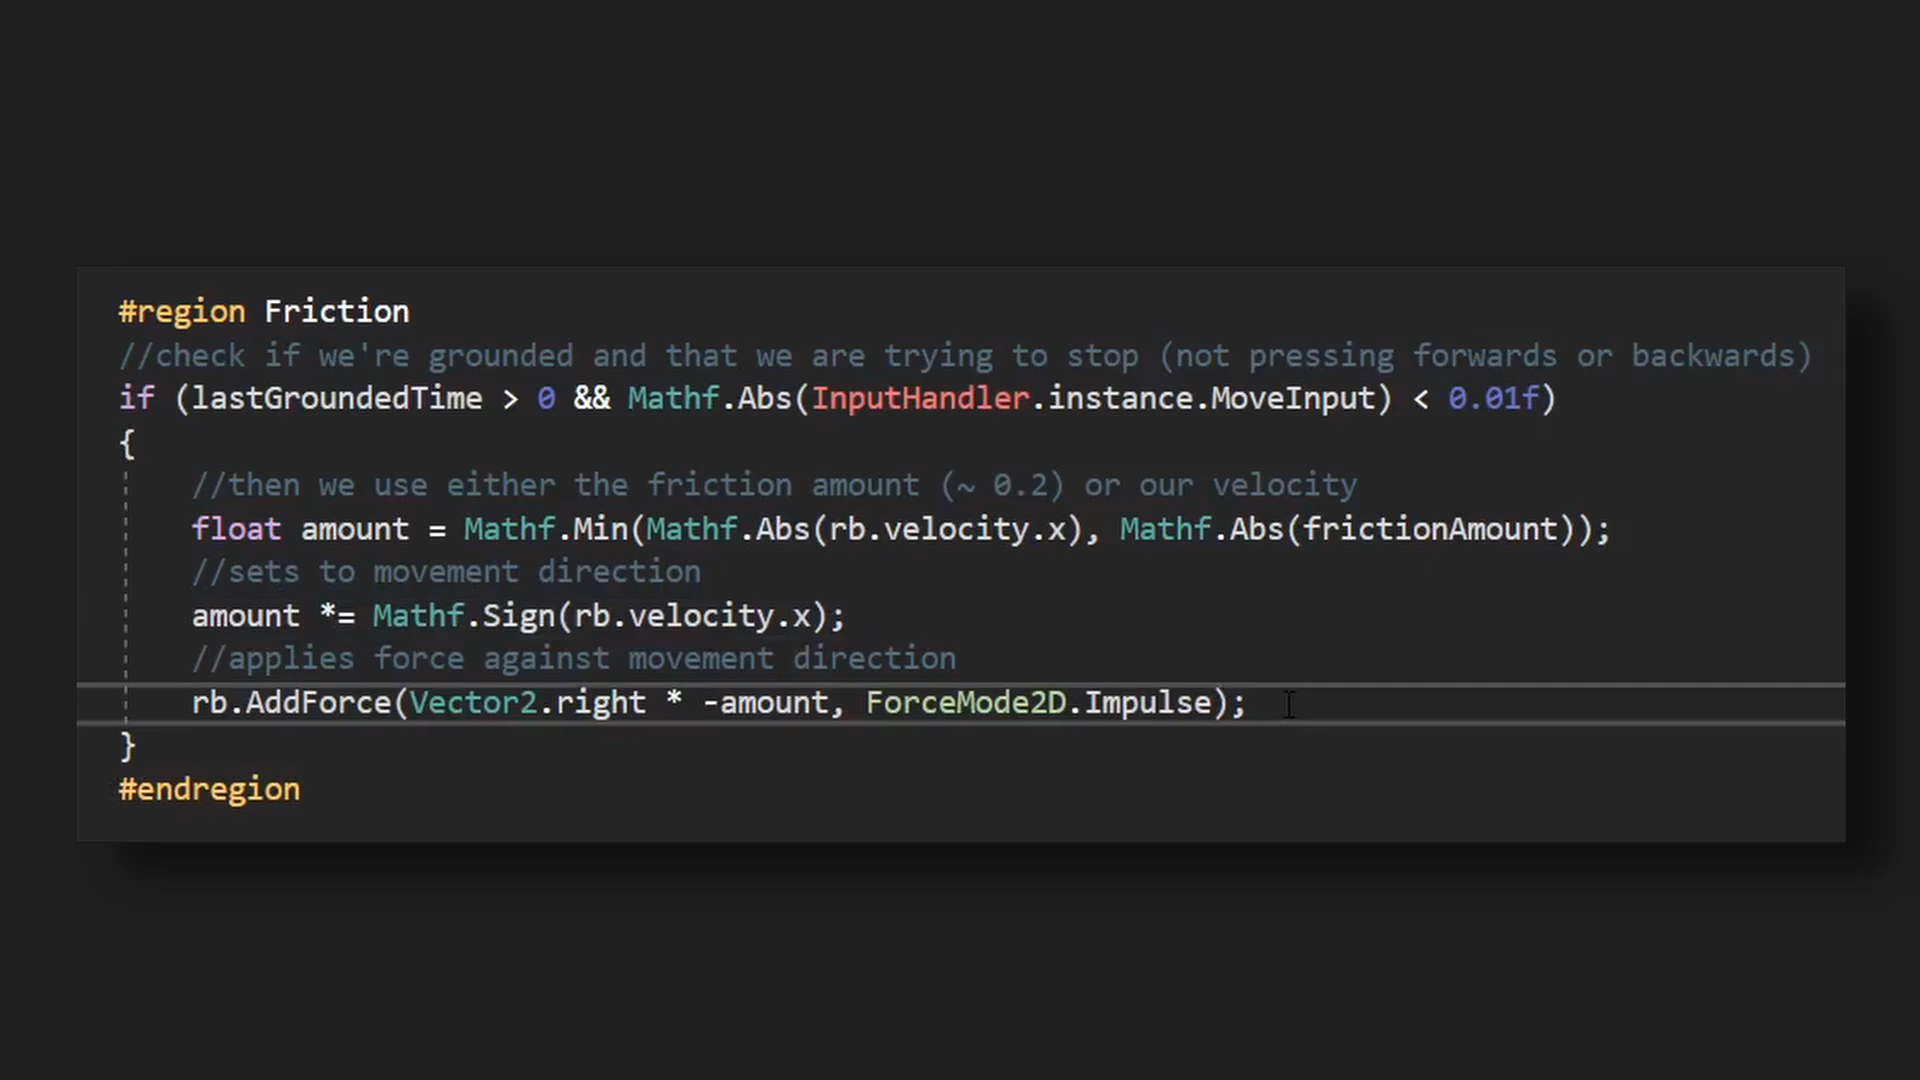 #region Friction
//check if we're grounded and that we are trying to stop (not pressing forwards or backwards)
if (lastGroundedTime > 0 && Mathf.Abs(InputHandler.instance.MoveInput) < 0.01f)
{
//then we use either the friction amount (~ 0.2) or our velocity
float amount = Mathf.Min(Mathf.Abs(rb.velocity.x), Mathf.Abs(frictionAmount));
//sets to movement direction
amount *= Mathf.Sign(rb.velocity.x);
//applies force against movement direction
rb.AddForce(Vector2.right * -amount, ForceMode2D.Impulse);
}
#endregion